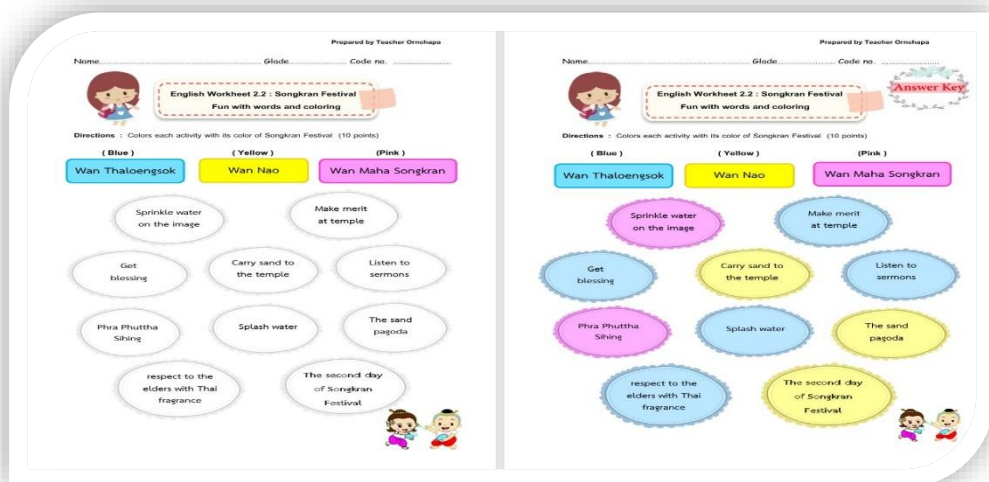 Prepared by Teacher Ornchapa
Name.................................................. Glade.................. Code no. ..................
English Workheet 2.2 : Songkran Festival
Fun with words and coloring
Directions : Colors each activity with its color of Songkran Festival (10 points)
( Blue ) ( Yellow ) (Pink )
Wan Thaloengsok Wan Nao Wan Maha Songkran
Sprinkle water
on the image
Make merit
at temple
Get
blessing
Carry sand to
the temple
Listen to
sermons
Phra Phuttha
Sihing
Splash water
The sand
pagoda
respect to the
elders with Thai
fragrance
The second day
of Songkran
Festival
Prepared by Teacher Ornchapa
Name.................................................. Glade.................. Code no. ..................
Answer Key
English Workheet 2.2 : Songkran Festival
Fun with words and coloring
Directions : Colors each activity with its color of Songkran Festival (10 points)
( Blue ) ( Yellow ) (Pink )
Wan Thaloengsok Wan Nao Wan Maha Songkran
Sprinkle water
on the image
Make merit
at temple
Get
blessing
Carry sand to
the temple
Listen to
sermons
Phra Phuttha
Sihing
Splash water
The sand
pagoda
respect to the
elders with Thai
fragrance
The second day
of Songkran
Festival